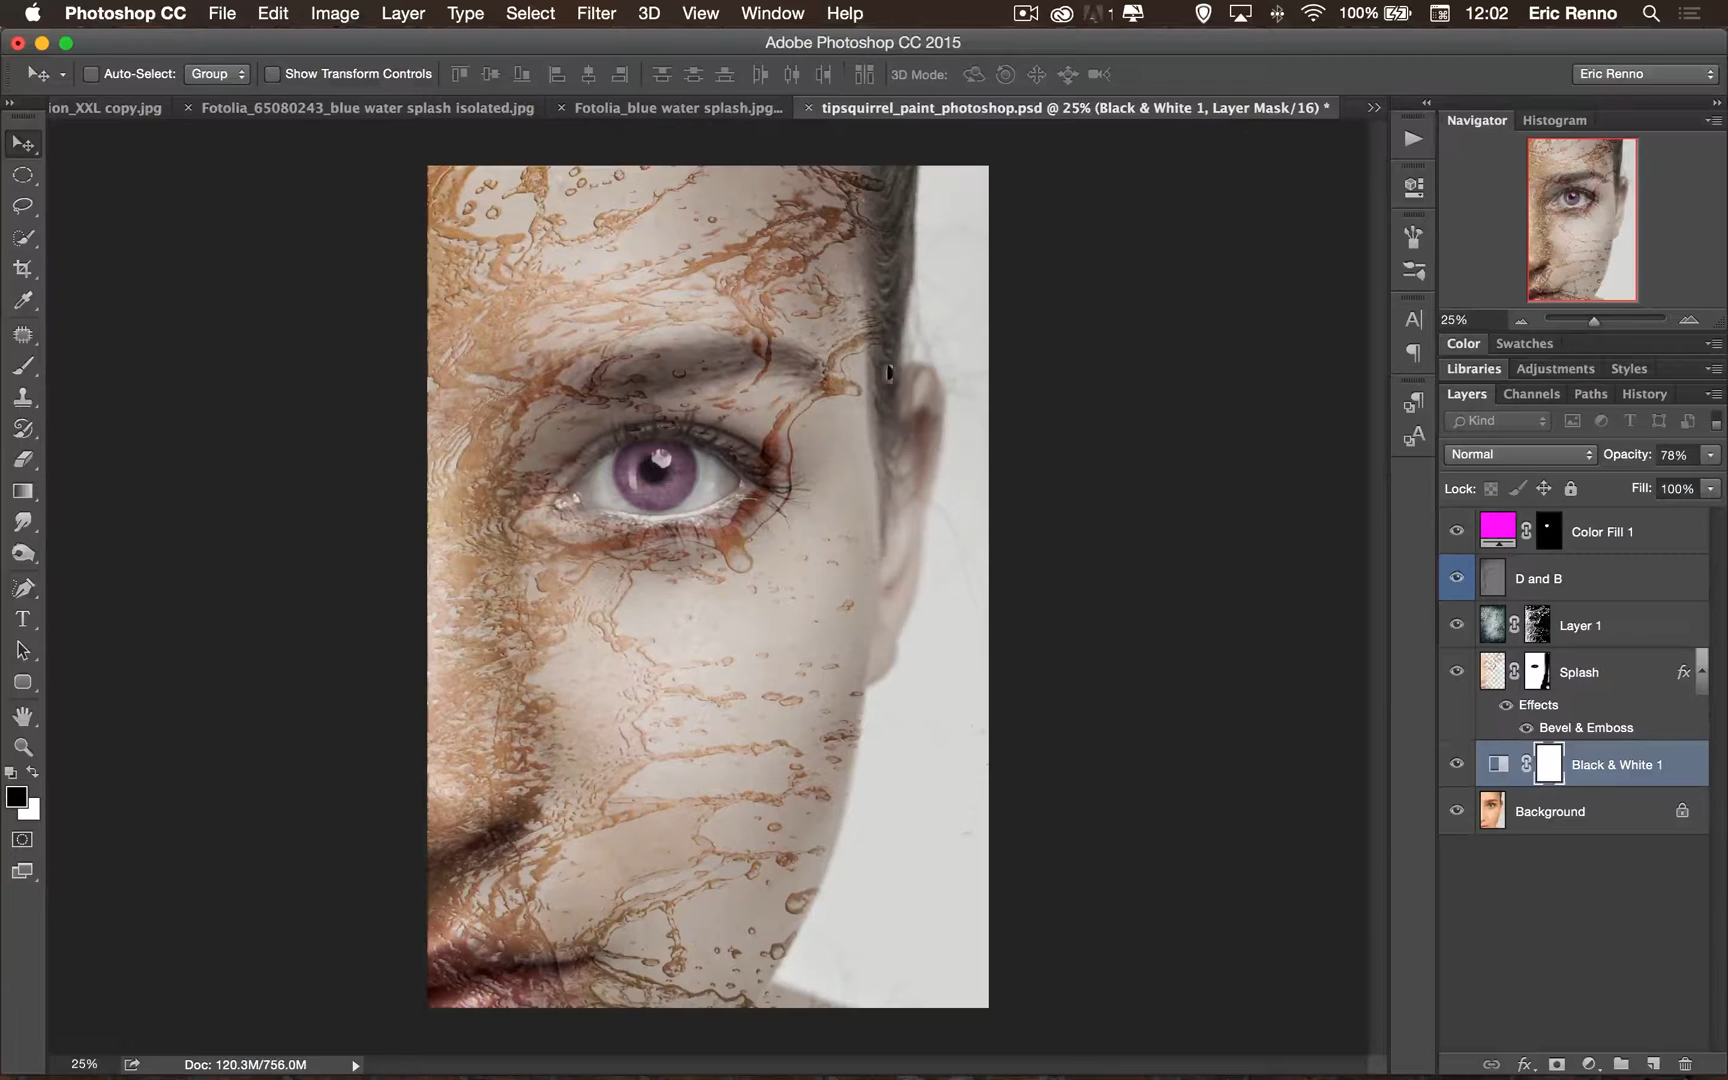 Photoshop CC File Edit Image Layer Type Select Filter 3D View Window Help 1 100% 12:02 Eric Renno
Adobe Photoshop CC 2015
Auto-Select: Group Show Transform Controls 3D Mode: Eric Renno
ion_XXL copy.jpg × Fotolia_65080243_blue water splash isolated.jpg × Fotolia_blue water splash.jpg... × tipsquirrel_paint_photoshop.psd @ 25% (Black & White 1, Layer Mask/16) *
Navigator Histogram
25%
Color Swatches
Libraries Adjustments Styles
Layers Channels Paths History
Kind
Normal Opacity: 78%
Lock: Fill: 100%
Color Fill 1
D and B
Layer 1
Splash fx
Effects
Bevel & Emboss
Black & White 1
Background
25% Doc: 120.3M/756.0M